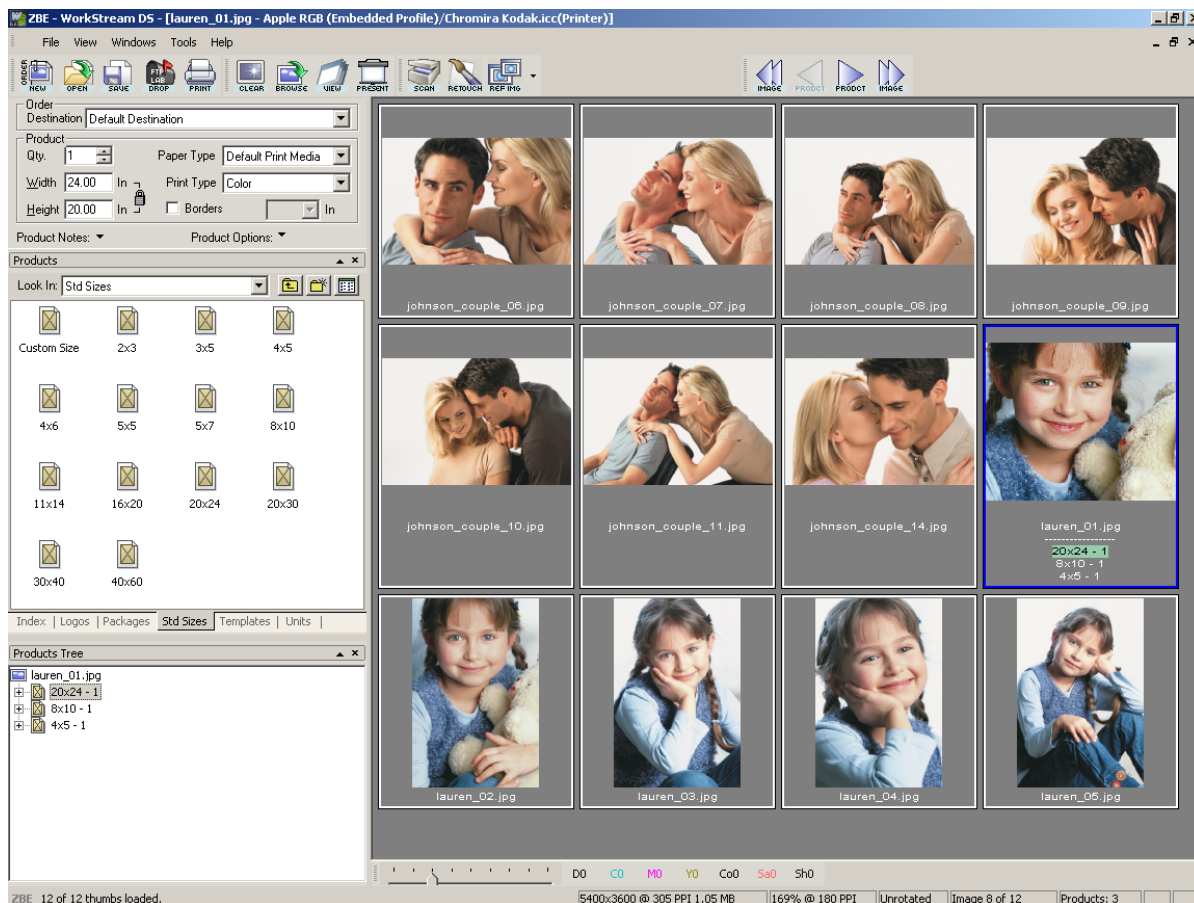 ZBE - WorkStream DS - [lauren_01.jpg - Apple RGB (Embedded Profile)/Chromira Kodak.icc(Printer)]
File View Windows Tools Help
ORDER NEW OPEN SAVE FTP LAB DROP PRINT CLEAR BROWSE VIEW PRESENT SCAN RETOUCH REF IMG IMAGE PRODCT PRODCT IMAGE
Order
Destination Default Destination
Product
Qty. 1 Paper Type Default Print Media
Width 24.00 In Print Type Color
Height 20.00 In Borders In
Product Notes: Product Options:
Products
Look In: Std Sizes
Custom Size 2x3 3x5 4x5
4x6 5x5 5x7 8x10
11x14 16x20 20x24 20x30
30x40 40x60
Index | Logos | Packages Std Sizes Templates | Units |
Products Tree
lauren_01.jpg
20x24 - 1
8x10 - 1
4x5 - 1
johnson_couple_06.jpg johnson_couple_07.jpg johnson_couple_08.jpg johnson_couple_09.jpg
johnson_couple_10.jpg johnson_couple_11.jpg johnson_couple_14.jpg lauren_01.jpg
-----------------
20x24 - 1
8x10 - 1
4x5 - 1
lauren_02.jpg lauren_03.jpg lauren_04.jpg lauren_05.jpg
D0 C0 M0 Y0 Co0 Sa0 Sh0
ZBE 12 of 12 thumbs loaded. 5400x3600 @ 305 PPI 1.05 MB 169% @ 180 PPI Unrotated Image 8 of 12 Products: 3